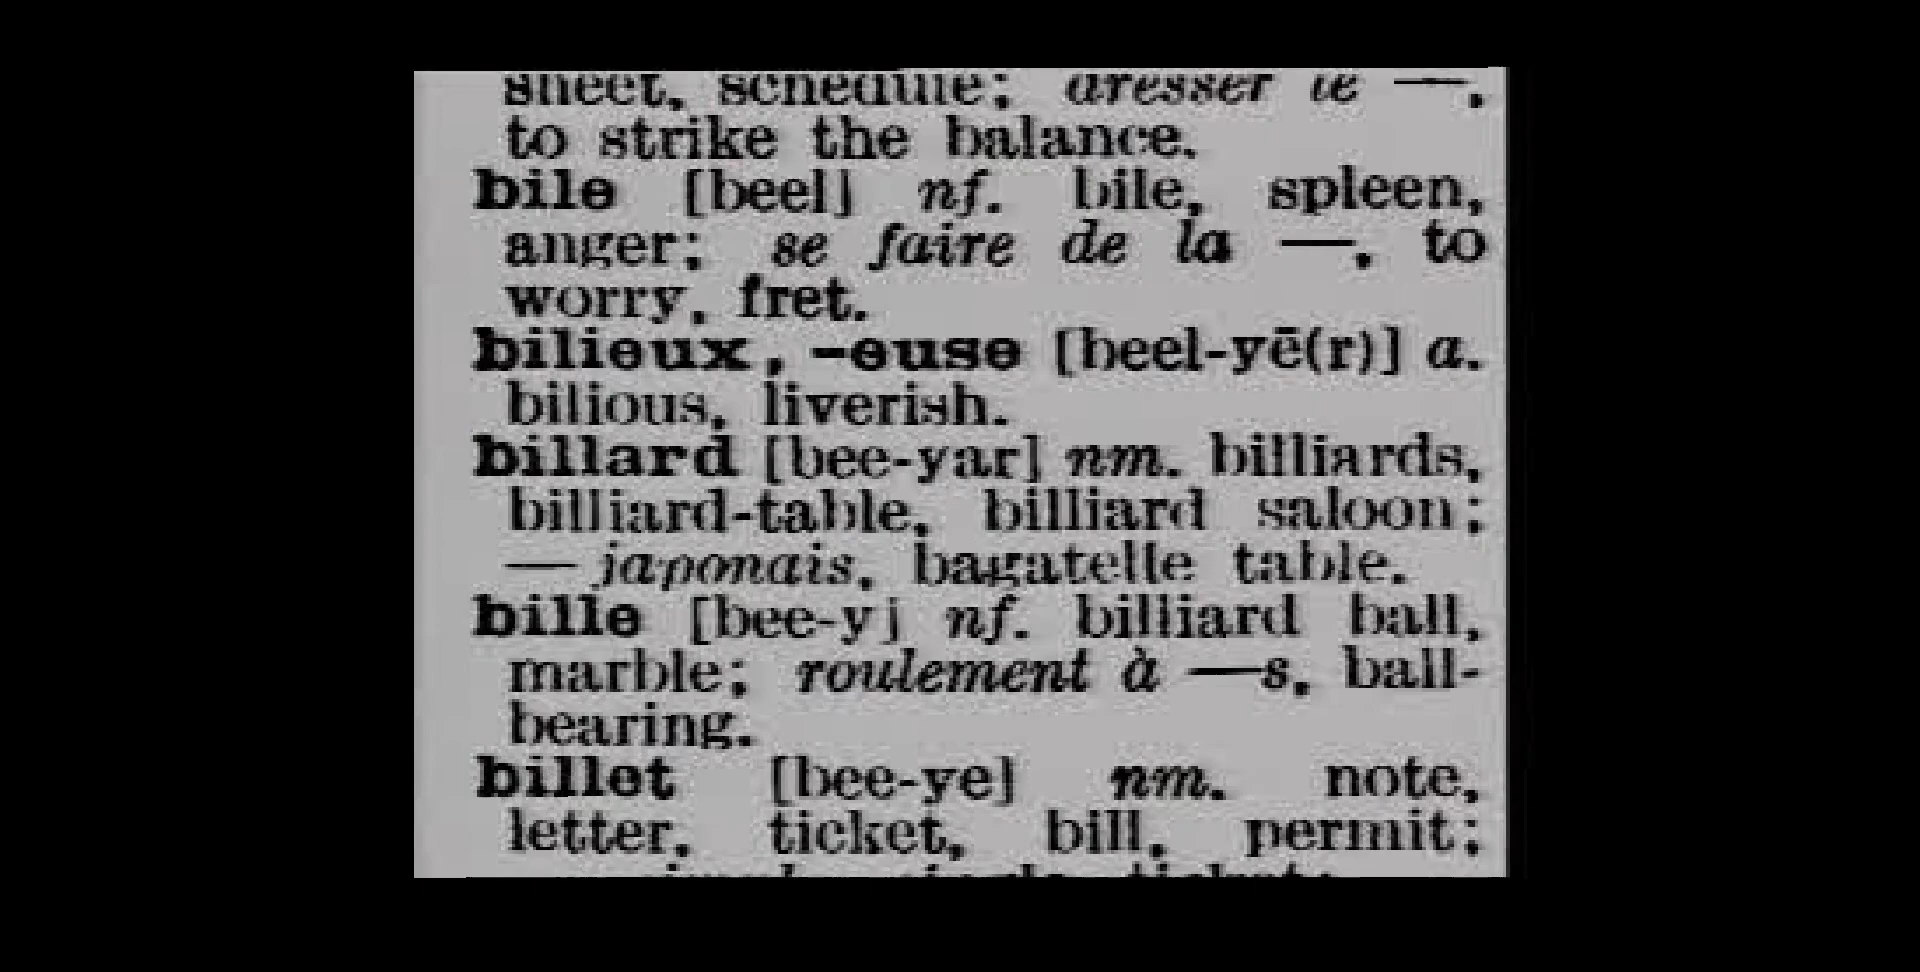 sheet, schedule; dresser le —,
to strike the balance.
bile [beel] nf. bile, spleen,
anger; se faire de la —, to
worry, fret.
bilieux, -euse [beel-yē(r)] a.
bilious, liverish.
billard [bee-yar] nm. billiards,
billiard-table, billiard saloon;
— japonais, bagatelle table.
bille [bee-y] nf. billiard ball,
marble; roulement à —s, ball-
bearing.
billet [bee-ye] nm. note,
letter, ticket, bill, permit;
ticket;